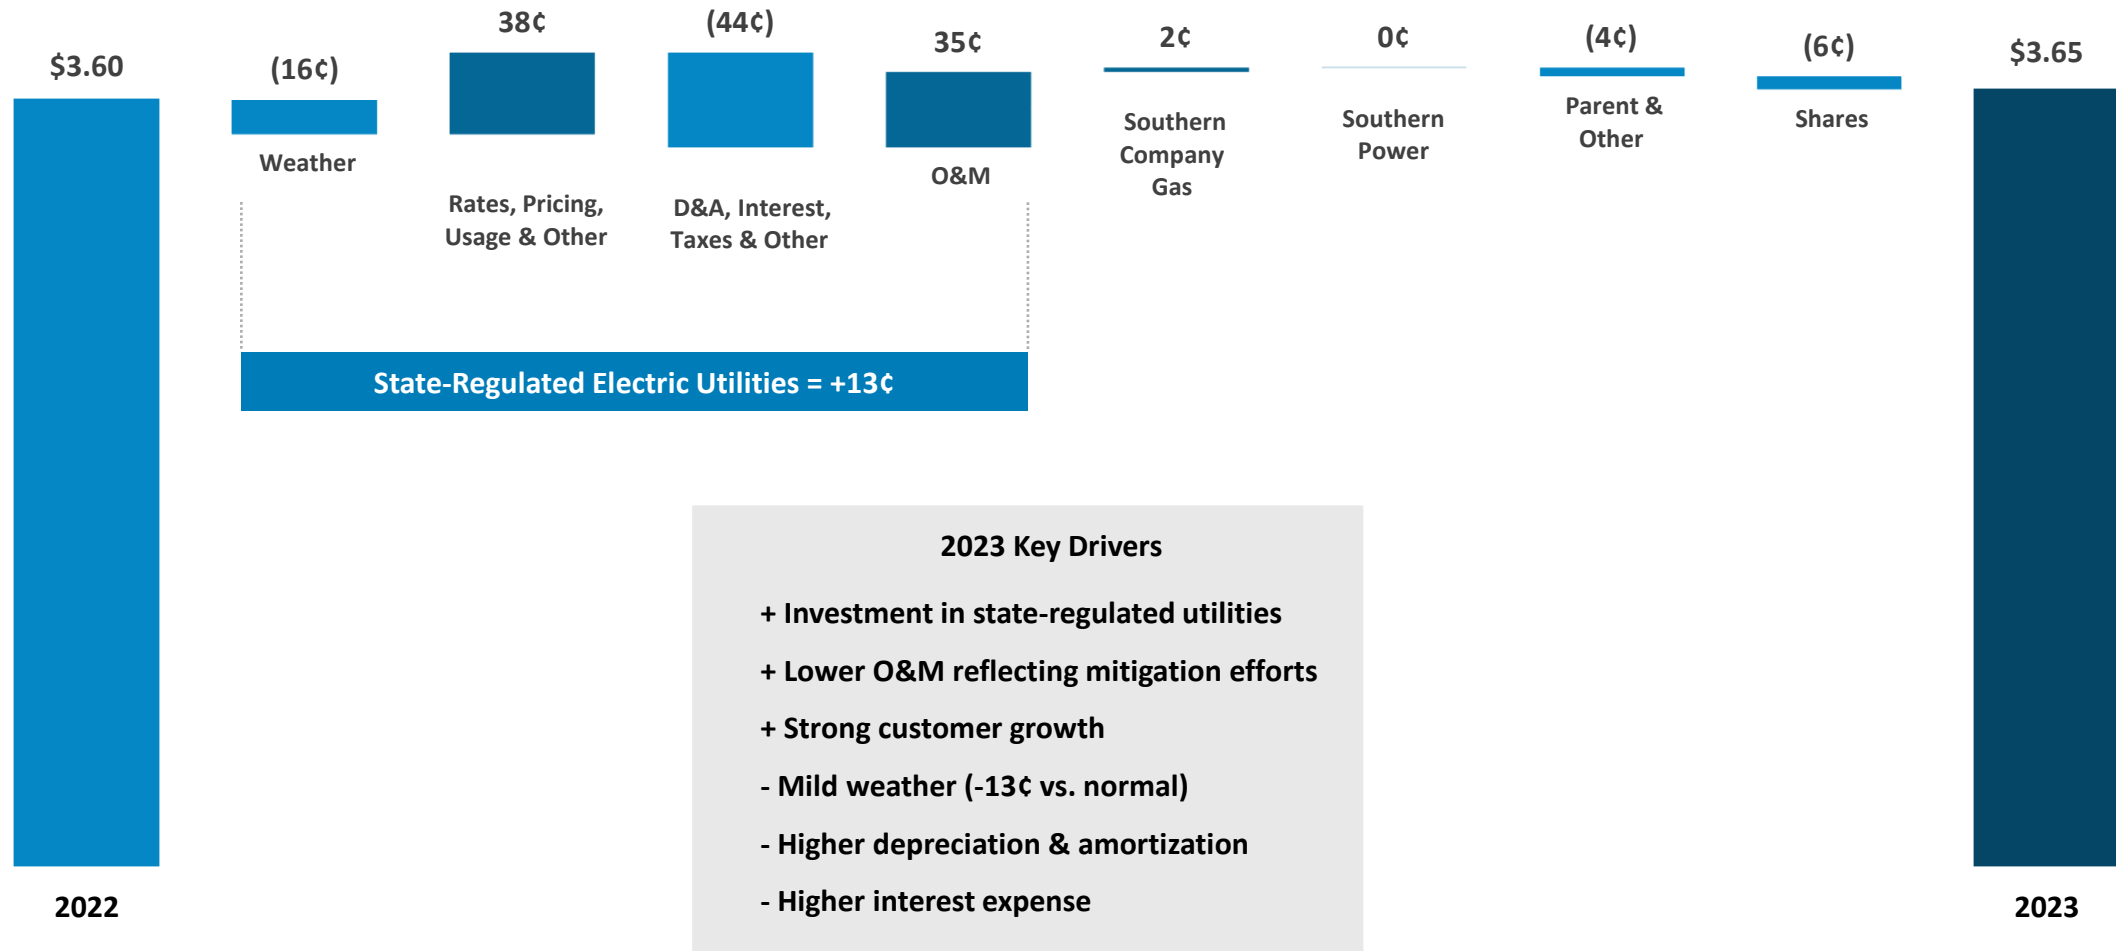 $3.60
(16¢)
38¢
(44¢)
35¢
2¢
0¢
(4¢)
(6¢)
$3.65
Weather
Rates, Pricing,
Usage & Other
D&A, Interest,
Taxes & Other
O&M
Southern
Company
Gas
Southern
Power
Parent &
Other
Shares
State-Regulated Electric Utilities = +13¢
2023 Key Drivers
+ Investment in state-regulated utilities
+ Lower O&M reflecting mitigation efforts
+ Strong customer growth
- Mild weather (-13¢ vs. normal)
- Higher depreciation & amortization
- Higher interest expense
2022
2023